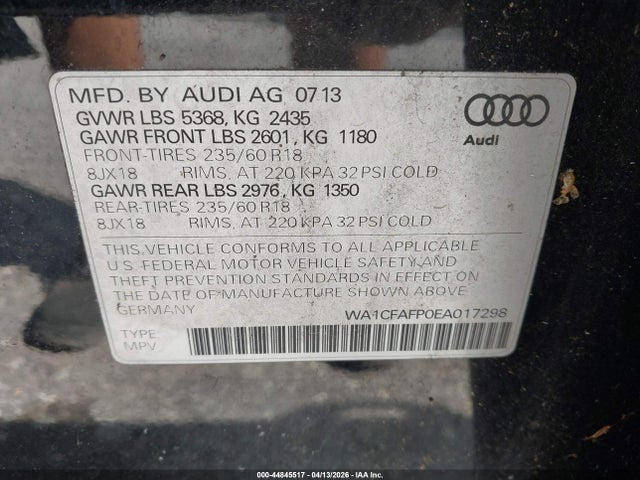 MFD. BY AUDI AG 07 13
GVWR LBS 5368, KG 2435
GAWR FRONT LBS 2601, KG 1180
FRONT-TIRES 235/60 R18
8JX18 RIMS, AT 220 KPA 32 PSI COLD
GAWR REAR LBS 2976, KG 1350
REAR-TIRES 235/60 R18
8JX18 RIMS, AT 220 KPA 32 PSI COLD
Audi
THIS VEHICLE CONFORMS TO ALL APPLICABLE
U.S. FEDERAL MOTOR VEHICLE SAFETY AND
THEFT PREVENTION STANDARDS IN EFFECT ON
THE DATE OF MANUFACTURE SHOWN ABOVE.
GERMANY
WA1CFAFP0EA017298
TYPE:
MPV
000-44845517 - 04/13/2026 - IAA Inc.